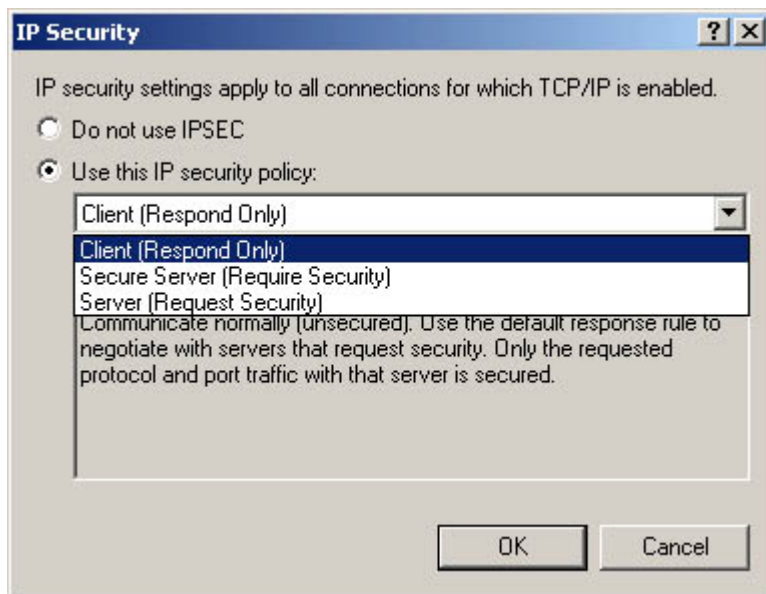 IP Security
IP security settings apply to all connections for which TCP/IP is enabled.
Do not use IPSEC
Use this IP security policy:
Client (Respond Only)
Client (Respond Only)
Secure Server (Require Security)
Server (Request Security)
Communicate normally (unsecured). Use the default response rule to
negotiate with servers that request security. Only the requested
protocol and port traffic with that server is secured.
OK Cancel